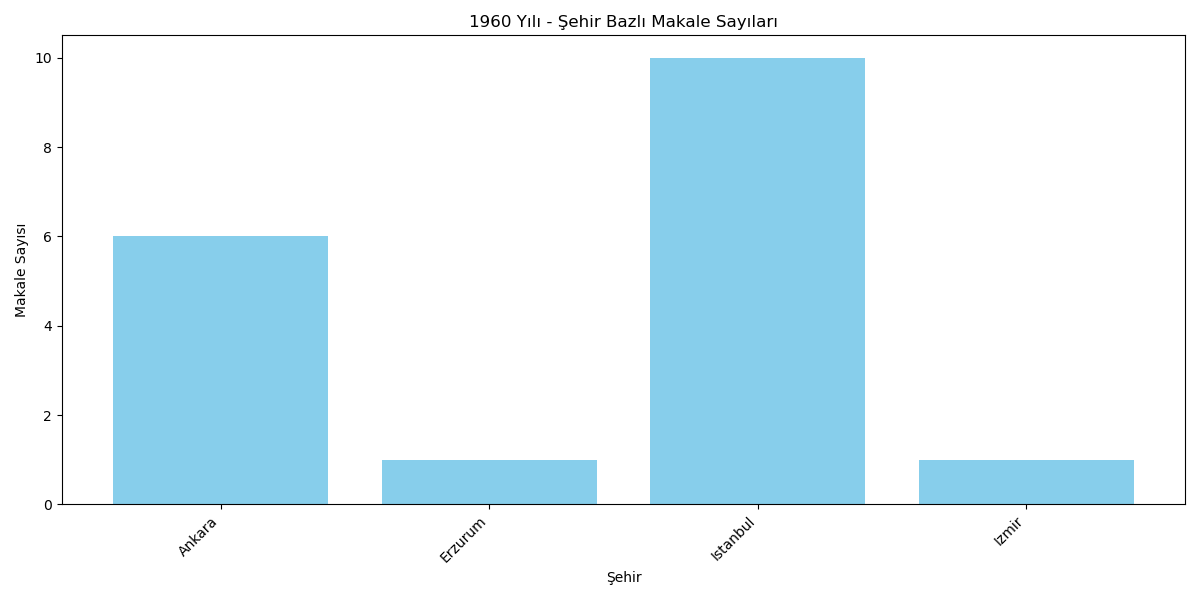 1960 Yılı - Şehir Bazlı Makale Sayıları
Makale Sayısı
10
8
6
4
2
0
Ankara
Erzurum
Istanbul
Izmir
Şehir